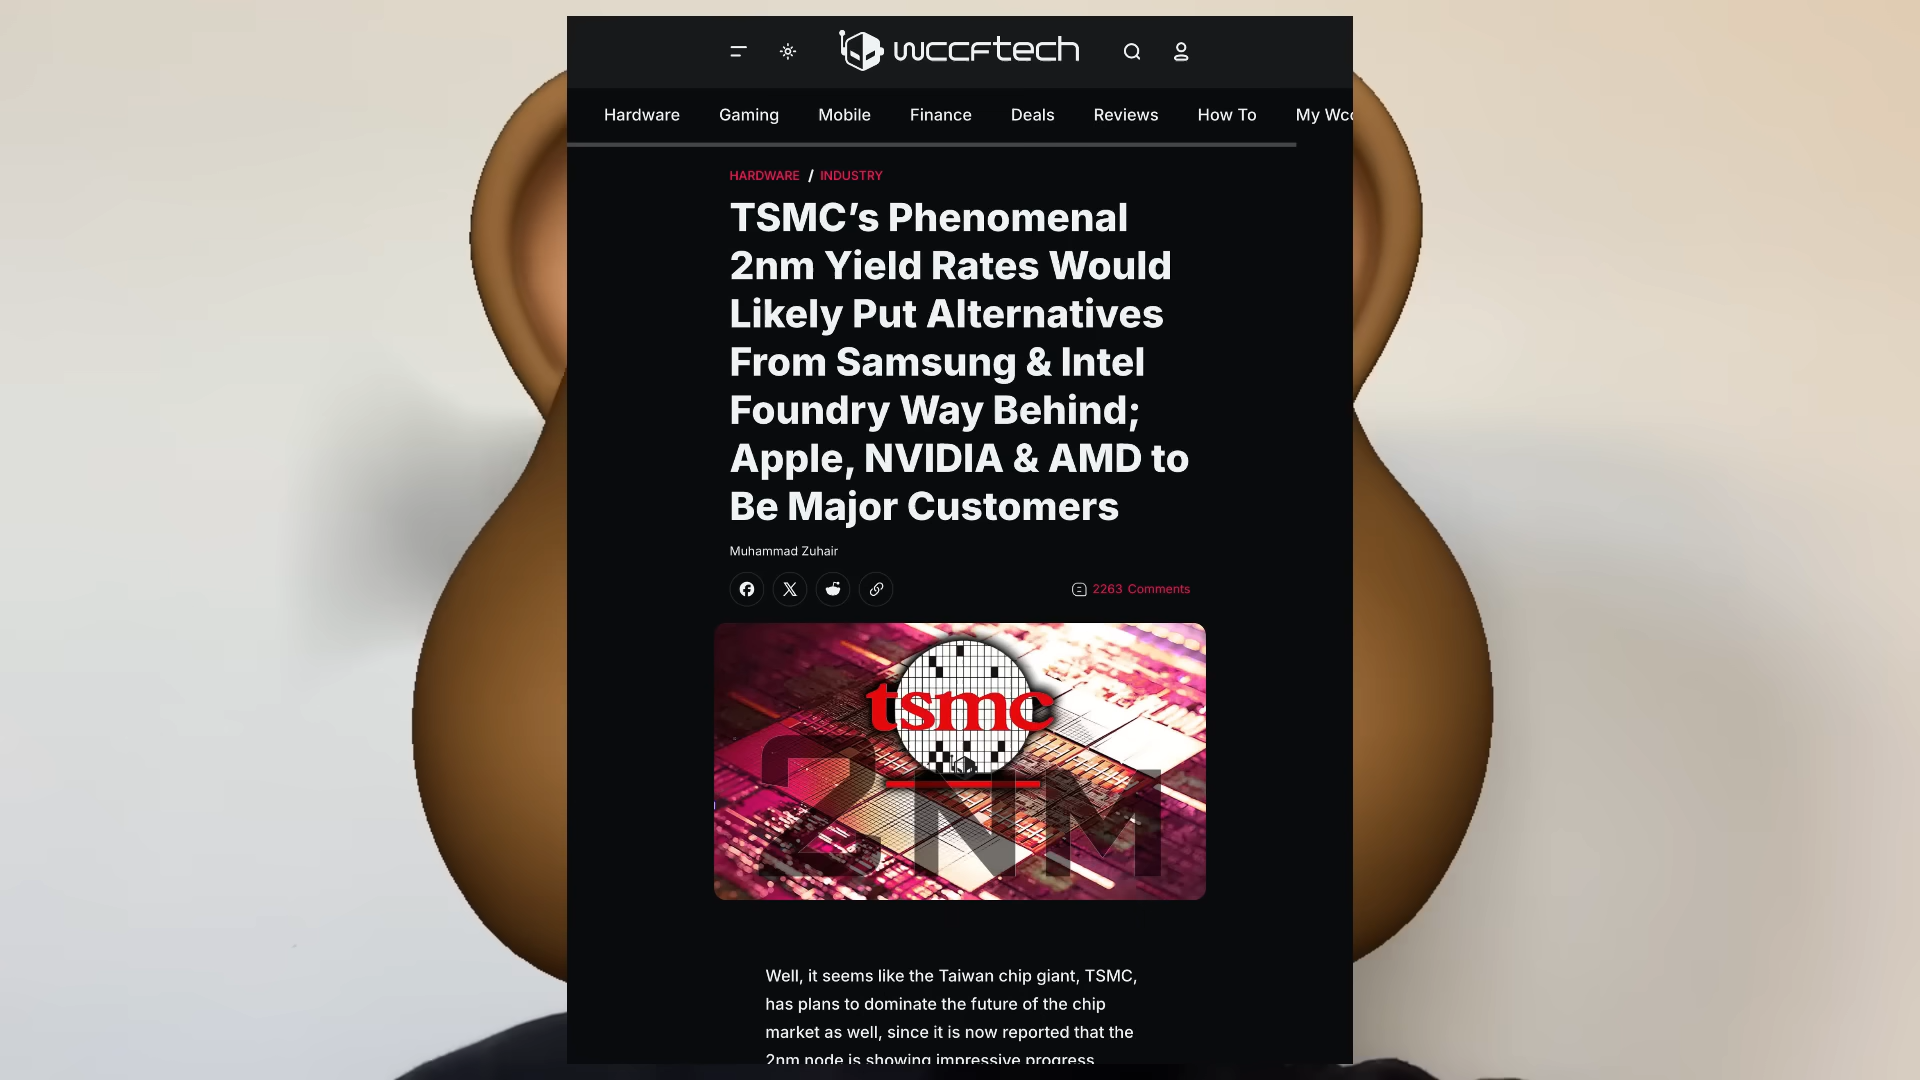 wccftech
Hardware Gaming Mobile Finance Deals Reviews How To My Wcc
HARDWARE / INDUSTRY
TSMC’s Phenomenal
2nm Yield Rates Would
Likely Put Alternatives
From Samsung & Intel
Foundry Way Behind;
Apple, NVIDIA & AMD to
Be Major Customers
Muhammad Zuhair
2263 Comments
tsmc
2NM
Well, it seems like the Taiwan chip giant, TSMC,
has plans to dominate the future of the chip
market as well, since it is now reported that the
2nm node is showing impressive progress